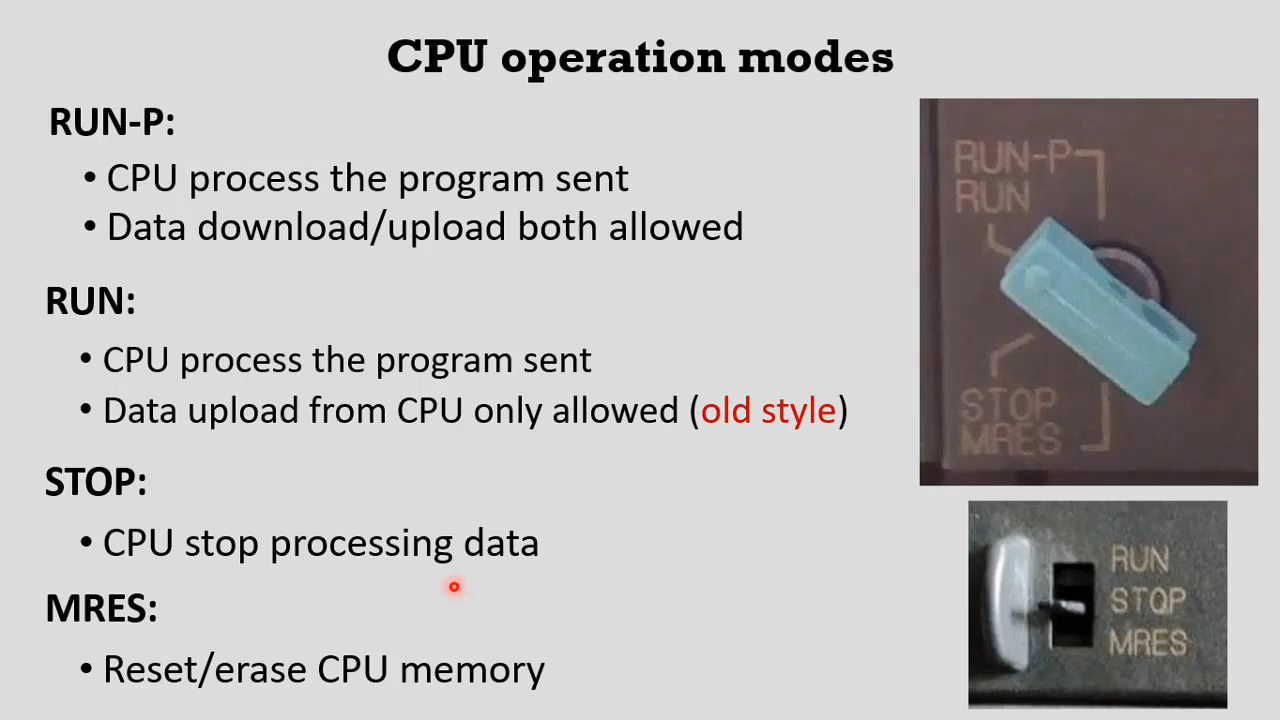 CPU operation modes
RUN-P:
• CPU process the program sent
• Data download/upload both allowed
RUN:
• CPU process the program sent
• Data upload from CPU only allowed (old style)
STOP:
• CPU stop processing data
MRES:
• Reset/erase CPU memory
RUN-P
RUN
STOP
MRES
RUN
STOP
MRES